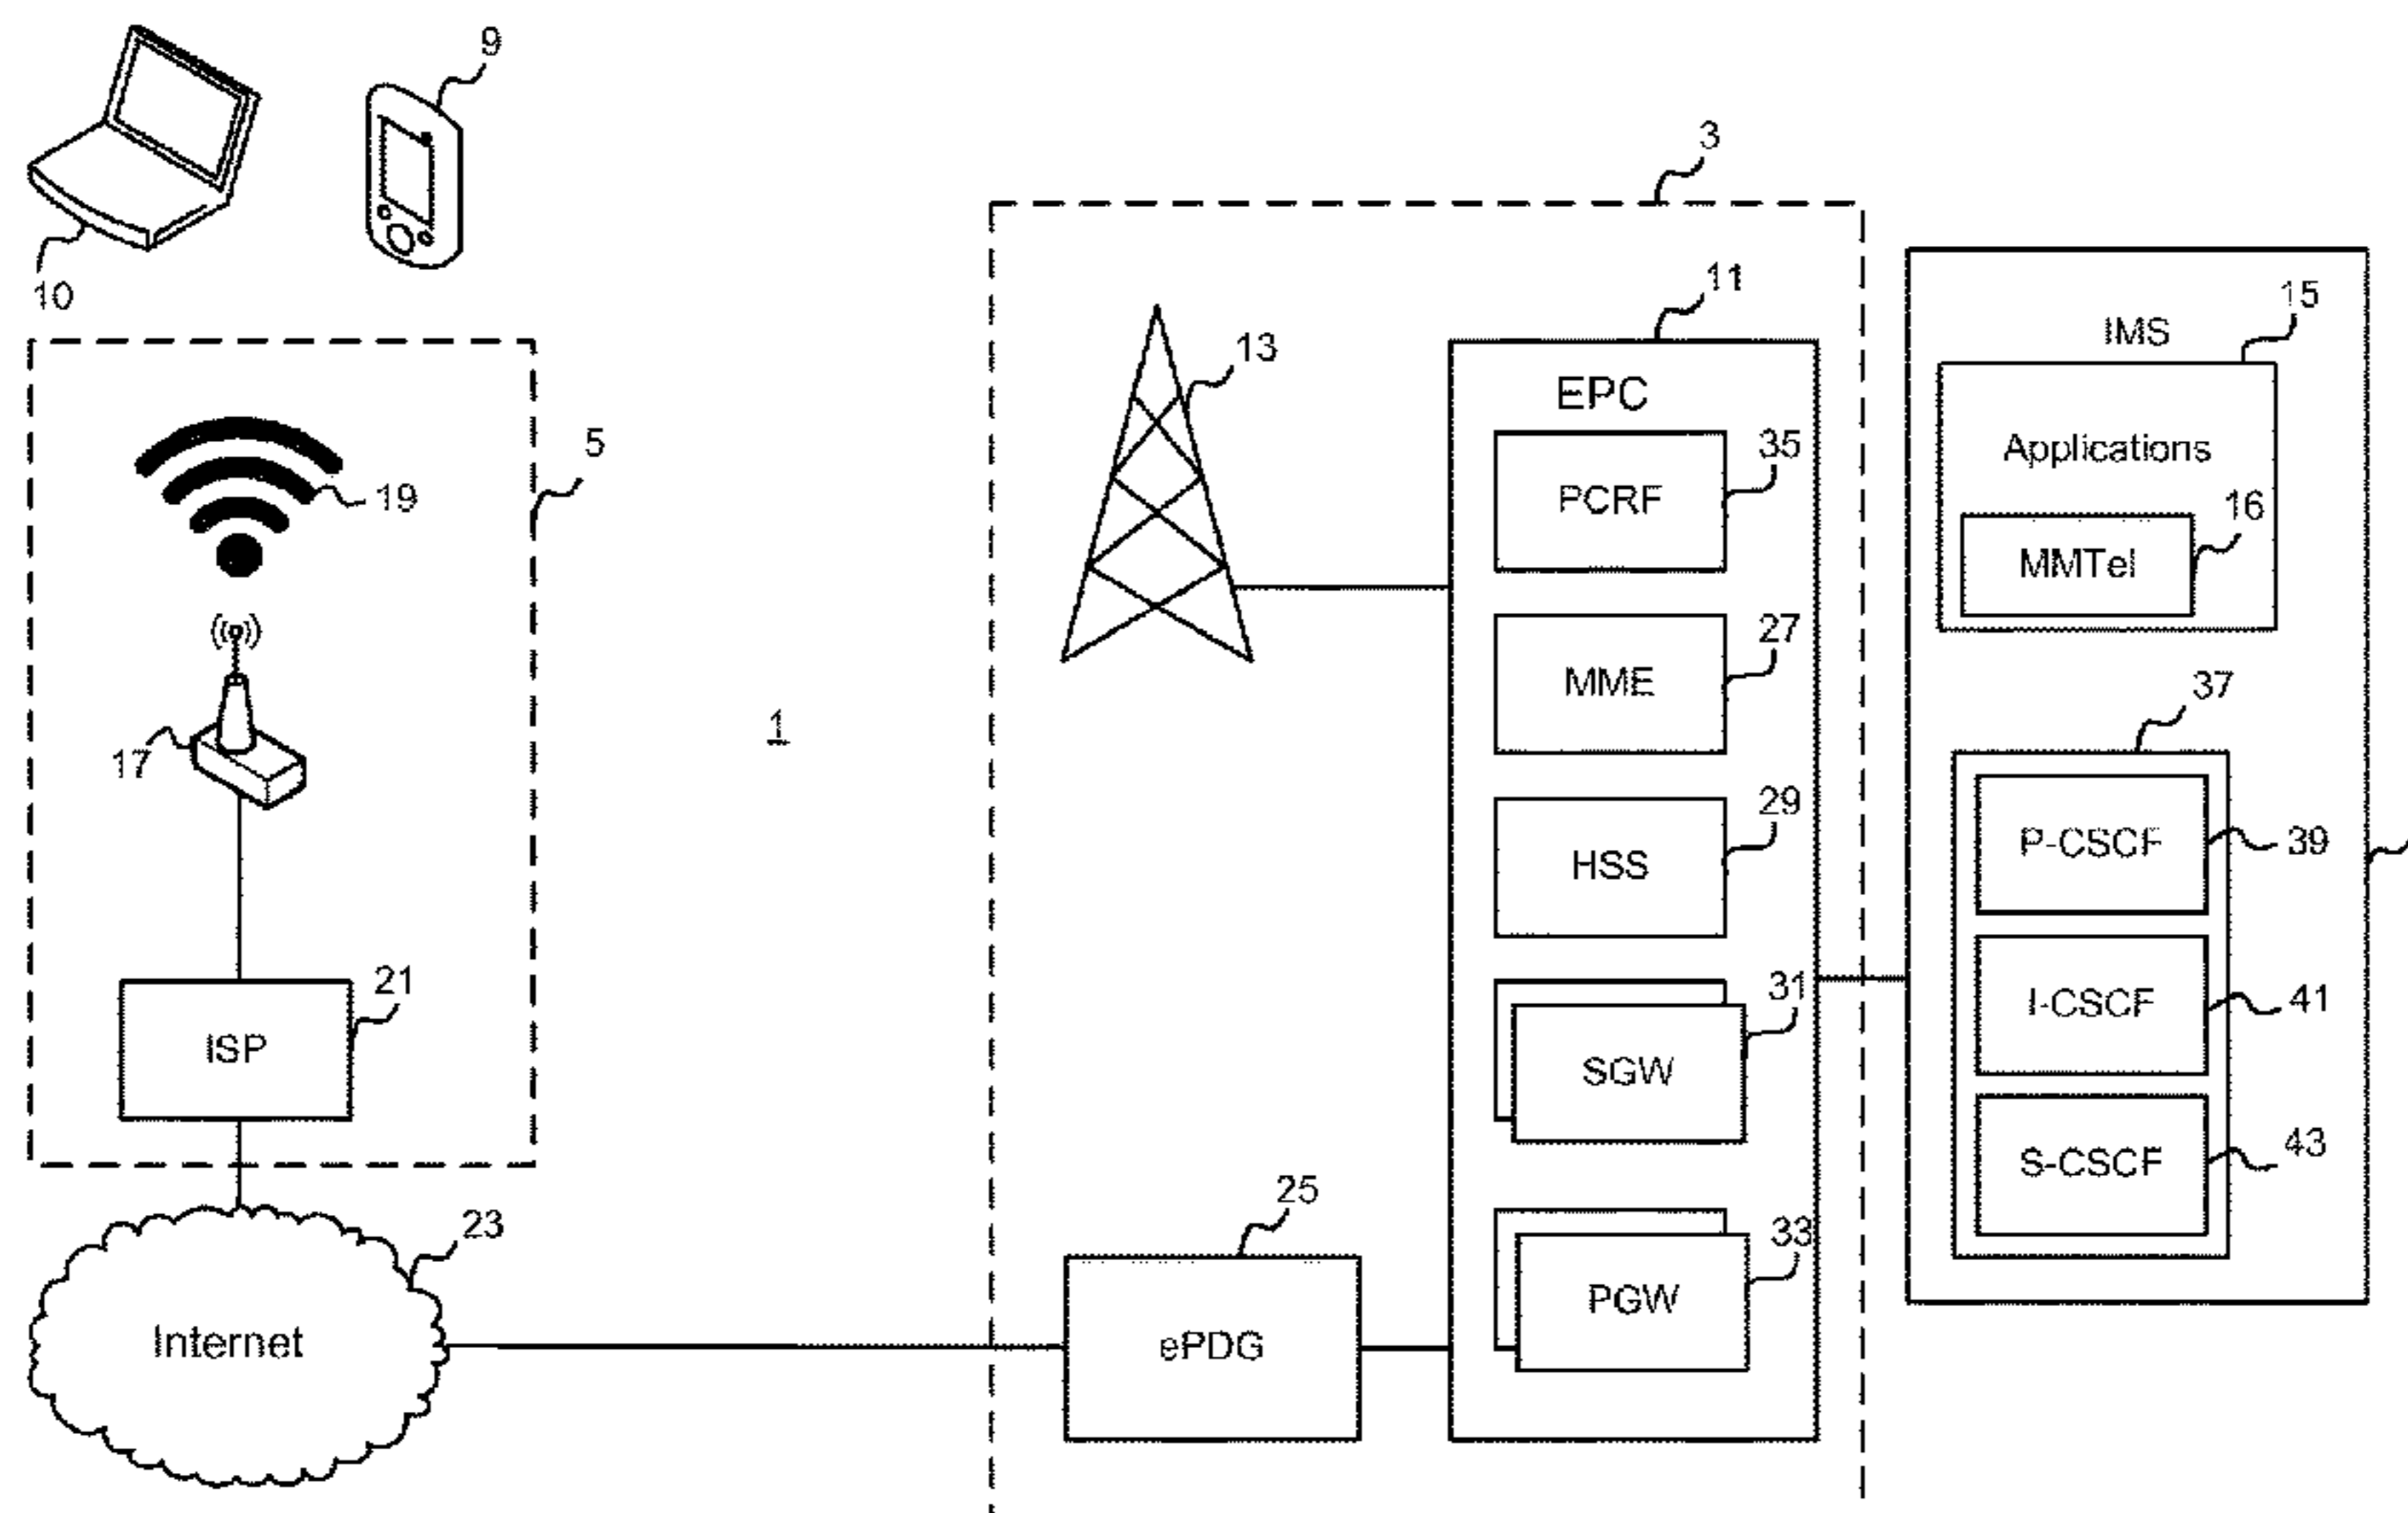 9
10
3
11
15
IMS
13
EPC
Applications
5
35
19
PCRF
16
MMTel
27
MME
37
1
17
29
P-CSCF
39
HSS
21
31
I-CSCF
41
ISP
SGW
43
S-CSCF
25
23
33
PGW
Internet
ePDG